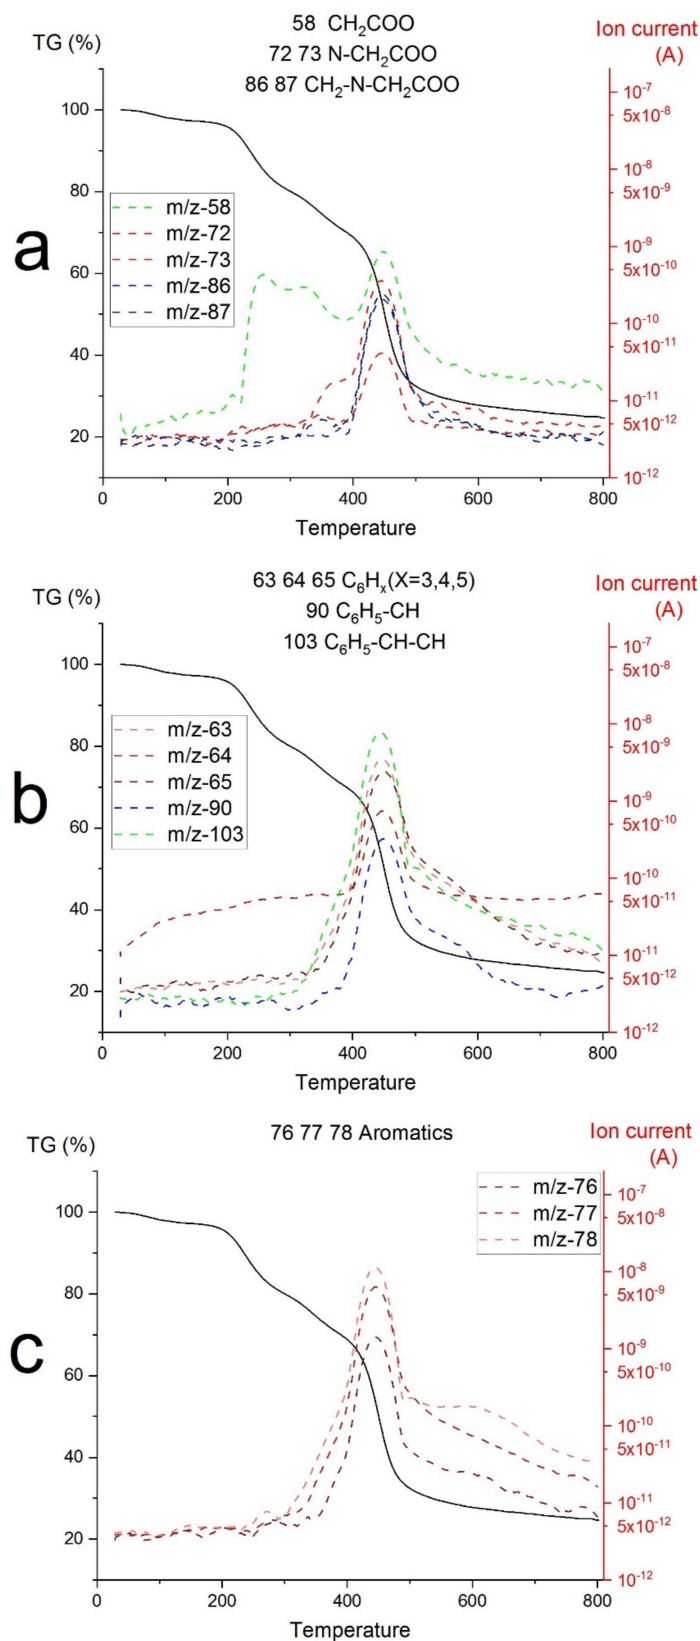 58 CH₂COO
TG (%)
72 73 N-CH₂COO
Ion current
(A)
86 87 CH₂-N-CH₂COO
10⁻⁷
100
5x10⁻⁸
10⁻⁸
80
5x10⁻⁹
m/z-58
m/z-72
m/z-73
m/z-86
m/z-87
a
10⁻⁹
60
5x10⁻¹⁰
10⁻¹⁰
40
5x10⁻¹¹
10⁻¹¹
20
5x10⁻¹²
10⁻¹²
0 200 400 600 800
Temperature
63 64 65 C₆Hₓ(X=3,4,5)
TG (%)
90 C₆H₅-CH
Ion current
(A)
103 C₆H₅-CH-CH
10⁻⁷
100
5x10⁻⁸
10⁻⁸
80
5x10⁻⁹
m/z-63
m/z-64
m/z-65
m/z-90
m/z-103
b
10⁻⁹
60
5x10⁻¹⁰
10⁻¹⁰
40
5x10⁻¹¹
10⁻¹¹
20
5x10⁻¹²
10⁻¹²
0 200 400 600 800
Temperature
TG (%)
76 77 78 Aromatics
Ion current
(A)
m/z-76
m/z-77
m/z-78
10⁻⁷
100
5x10⁻⁸
10⁻⁸
80
5x10⁻⁹
c
10⁻⁹
60
5x10⁻¹⁰
10⁻¹⁰
40
5x10⁻¹¹
10⁻¹¹
20
5x10⁻¹²
10⁻¹²
0 200 400 600 800
Temperature